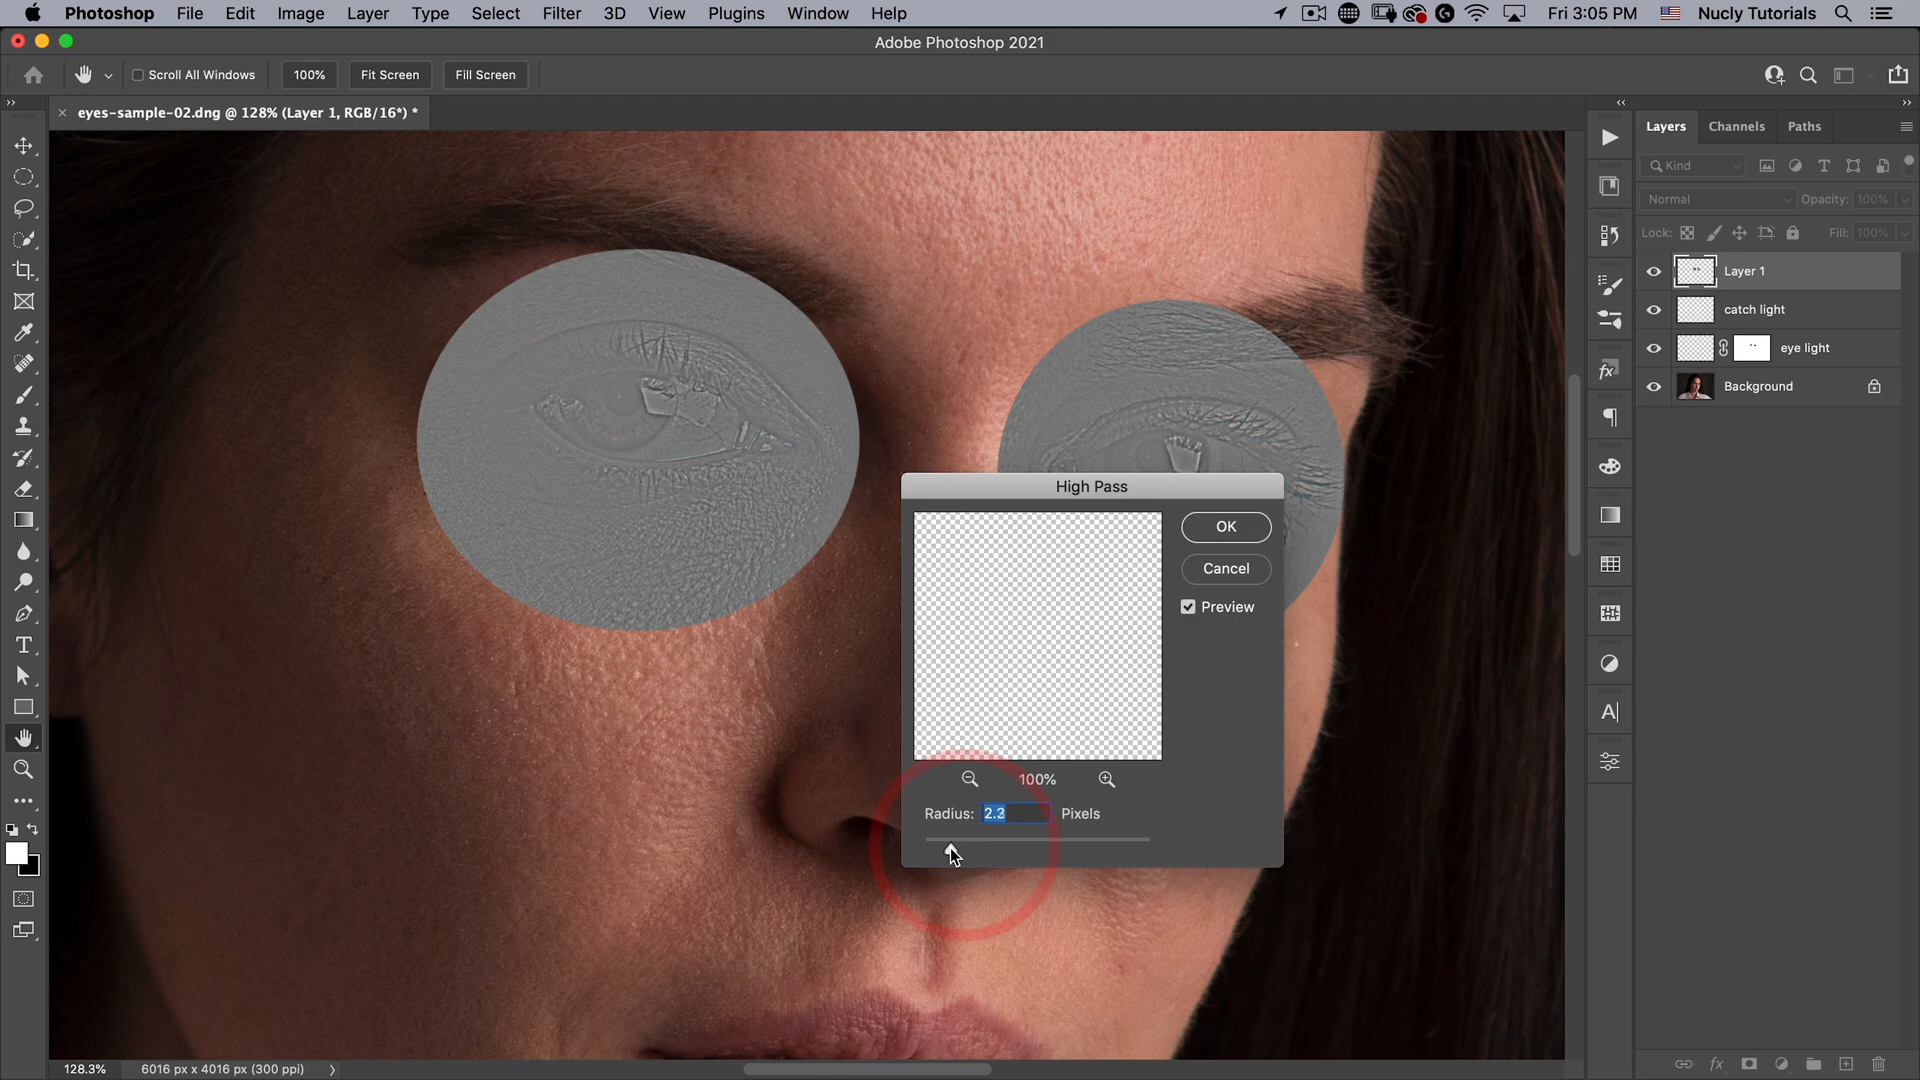 Photoshop File Edit Image Layer Type Select Filter 3D View Plugins Window Help Fri 3:05 PM Nucly Tutorials
Adobe Photoshop 2021
Scroll All Windows 100% Fit Screen Fill Screen
eyes-sample-02.dng @ 128% (Layer 1, RGB/16*) *
Layers Channels Paths
Kind
Normal Opacity: 100%
Lock: Fill: 100%
Layer 1
catch light
eye light
Background
High Pass
OK
Cancel
Preview
100%
Radius: 2.3 Pixels
128.3% 6016 px x 4016 px (300 ppi)